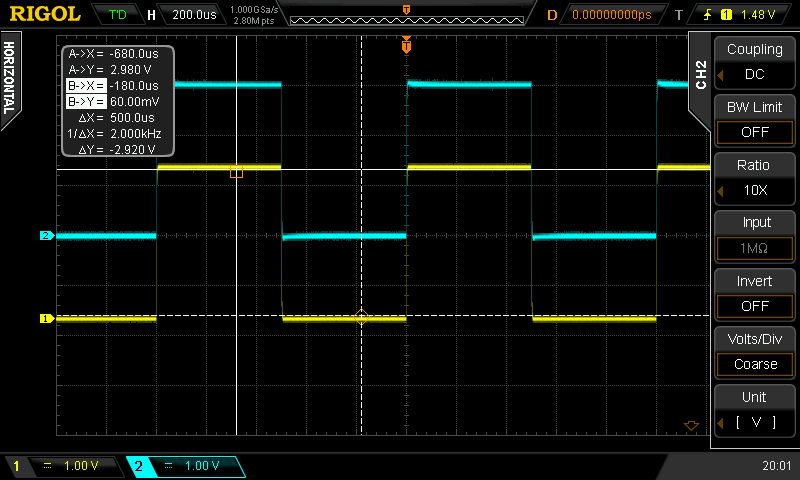 RIGOL T'D H 200.0us 1.000GSa/s 2.80M pts T D 0.00000000ps T 1 1.48 V
HORIZONTAL
A->X = -680.0us
A->Y = 2.980 V
B->X = -180.0us
B->Y = 60.00mV
ΔX = 500.0us
1/ΔX = 2.000kHz
ΔY = -2.920 V
T
2
1
CH2
Coupling
DC
BW Limit
OFF
Ratio
10X
Input
1MΩ
Invert
OFF
Volts/Div
Coarse
Unit
[ V ]
1 1.00 V 2 1.00 V 20:01